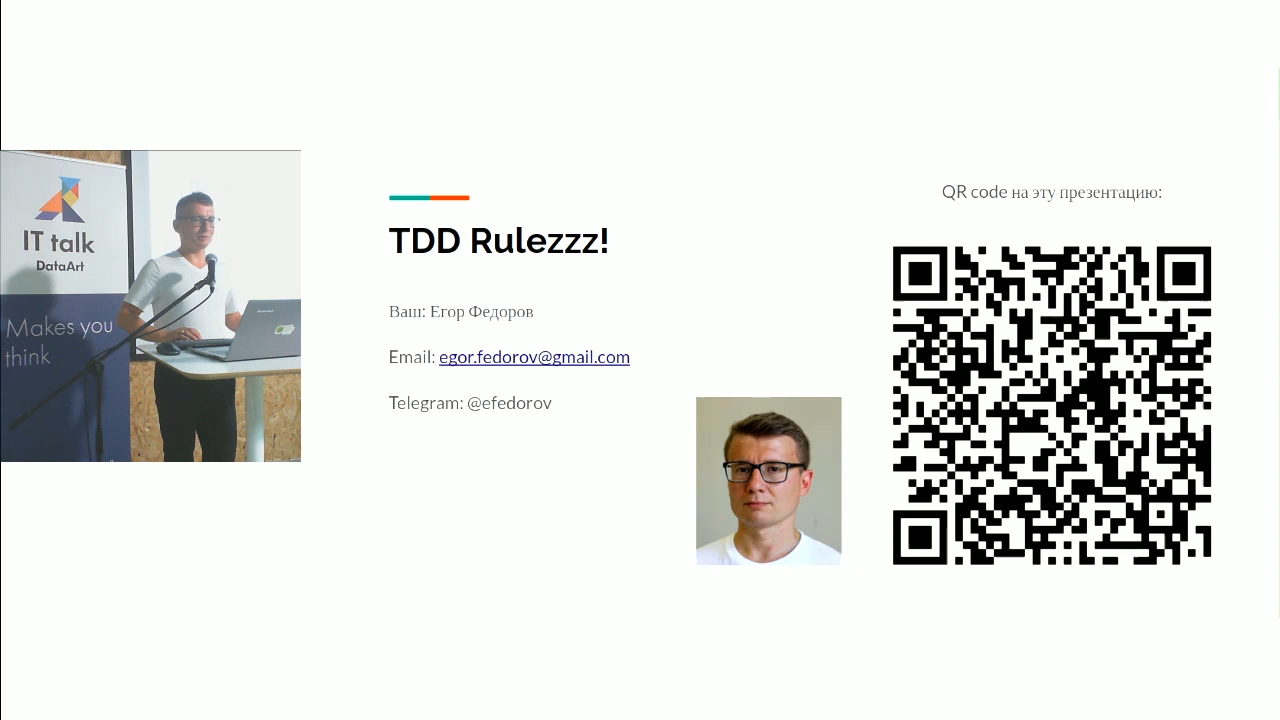 IT talk
DataArt
Makes you
think
TDD Rulezzz!
Ваш: Егор Федоров
Email: egor.fedorov@gmail.com
Telegram: @efedorov
QR code на эту презентацию: